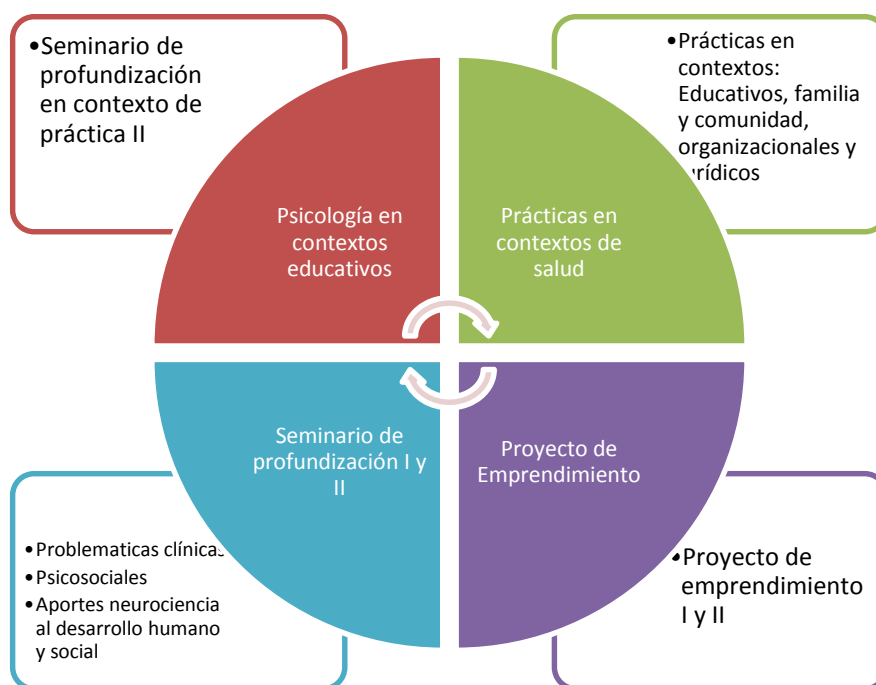 •Seminario de
profundización
en contexto de
práctica II
•Prácticas en
contextos:
Educativos, familia
y comunidad,
organizacionales y
urídicos
Psicología en
contextos
educativos
Prácticas en
contextos de
salud
Seminario de
profundización I y
II
Proyecto de
Emprendimiento
•Problematicas clínicas
•Psicosociales
•Aportes neurociencia
al desarrollo humano
y social
•Proyecto de
emprendimiento
I y II